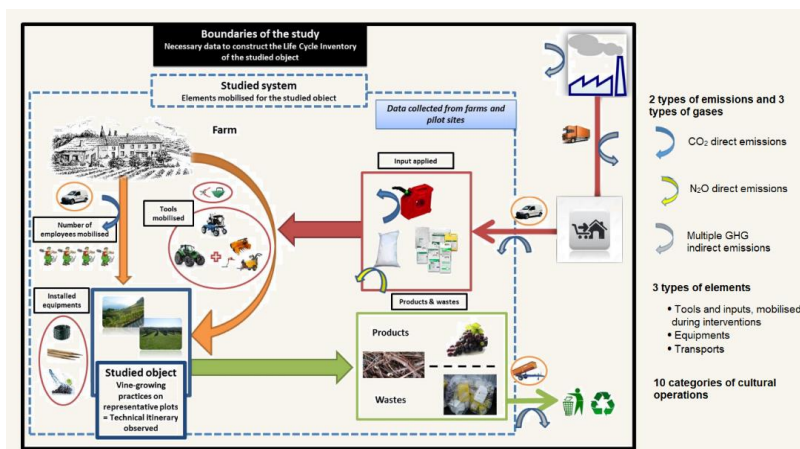 Boundaries of the study
Necessary data to construct the Life Cycle Inventory
of the studied object
Studied system
Elements mobilised for the studied object
Data collected from farms and
pilot sites
Farm
Input applied
Tools
mobilised
Number of
employees mobilised
Installed
equipments
Products & wastes
Products
Wastes
Studied object
Vine-growing
practices on
representative plots
= Technical itinerary
observed
2 types of emissions and 3
types of gases
CO₂ direct emissions
N2O direct emissions
Multiple GHG
indirect emissions
3 types of elements
• Tools and inputs, mobilised
during interventions
• Equipments
• Transports
10 categories of cultural
operations